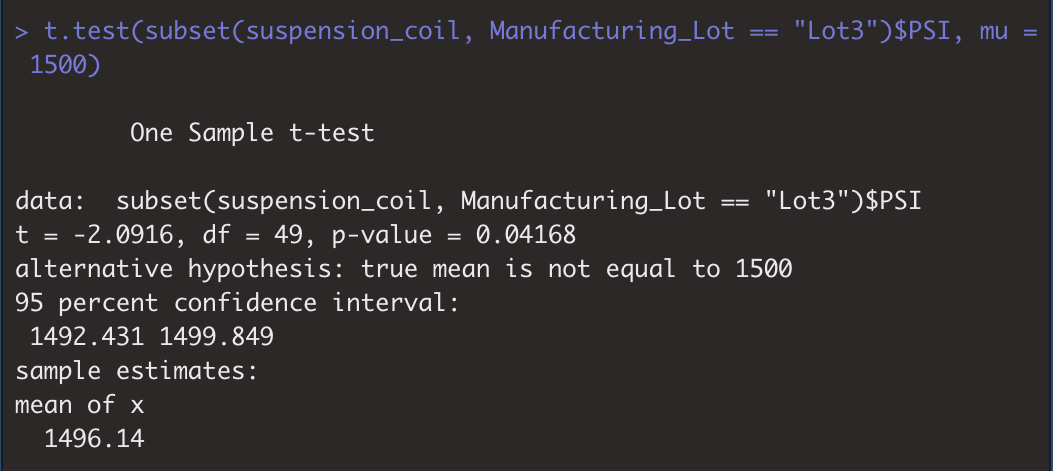 > t.test(subset(suspension_coil, Manufacturing_Lot == "Lot3")$PSI, mu =
 1500)
        One Sample t-test
data:  subset(suspension_coil, Manufacturing_Lot == "Lot3")$PSI
t = -2.0916, df = 49, p-value = 0.04168
alternative hypothesis: true mean is not equal to 1500
95 percent confidence interval:
 1492.431 1499.849
sample estimates:
mean of x
  1496.14